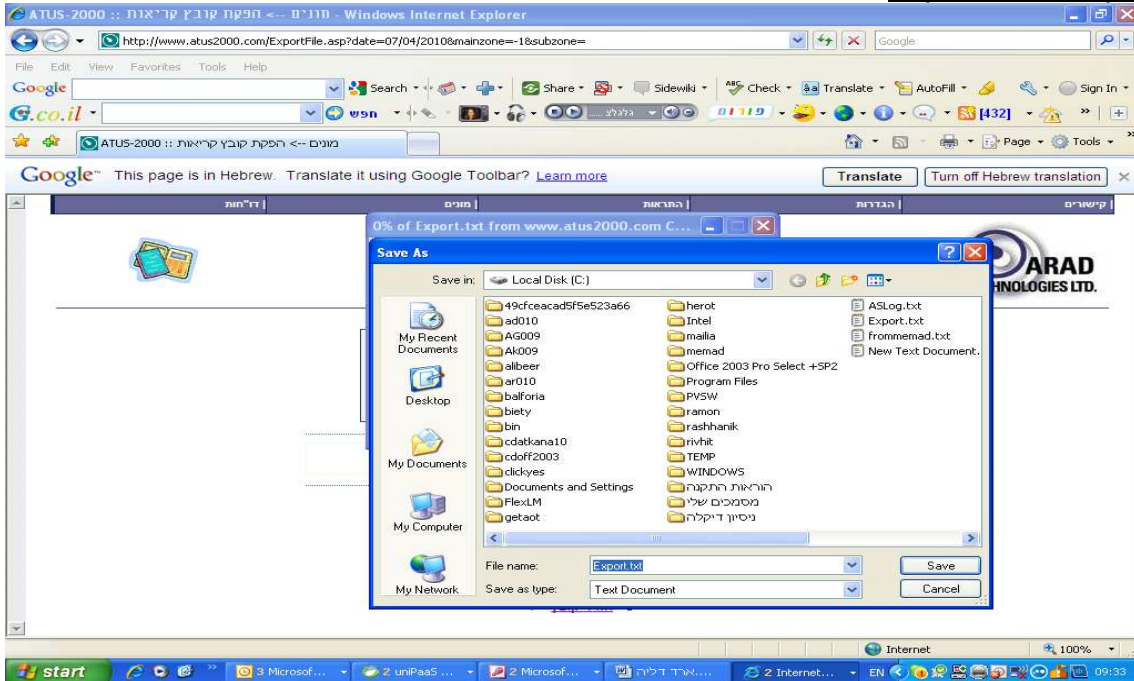 ATUS-2000 :: מונים --> הפקת קובץ קריאות - Windows Internet Explorer
http://www.atus2000.com/ExportFile.asp?date=07/04/2010&mainzone=-1&subzone=
Google
File Edit View Favorites Tools Help
Google Search Share Sidewiki Check Translate AutoFill Sign In
G.co.il חפש גלגלצ פורום [432]
ATUS-2000 :: מונים --> הפקת קובץ קריאות Page Tools
Google™ This page is in Hebrew. Translate it using Google Toolbar? Learn more Translate Turn off Hebrew translation
קישורים | הגדרות | התראות | מונים | דו"חות |
0% of Export.txt from www.atus2000.com C...
ARAD
HNOLOGIES LTD.
Save As
Save in: Local Disk (C:)
My Recent Documents
Desktop
My Documents
My Computer
My Network
49cfceacad5f5e523a66
ad010
AG009
Ak009
alibeer
ar010
balforia
biety
bin
cdatkana10
cdoff2003
clickyes
Documents and Settings
FlexLM
getaot
herot
Intel
mailia
memad
Office 2003 Pro Select +SP2
Program Files
PVSW
ramon
rashhanik
rivhit
TEMP
WINDOWS
הוראות התקנה
מסמכים שלי
ניסיון דיקלה
ASLog.txt
Export.txt
frommemad.txt
New Text Document.
File name: Export.txt Save
Save as type: Text Document Cancel
Internet 100%
start 3 Microsof... 2 uniPaaS ... 2 Microsof... ארד דליה.... 2 Internet... EN 09:33